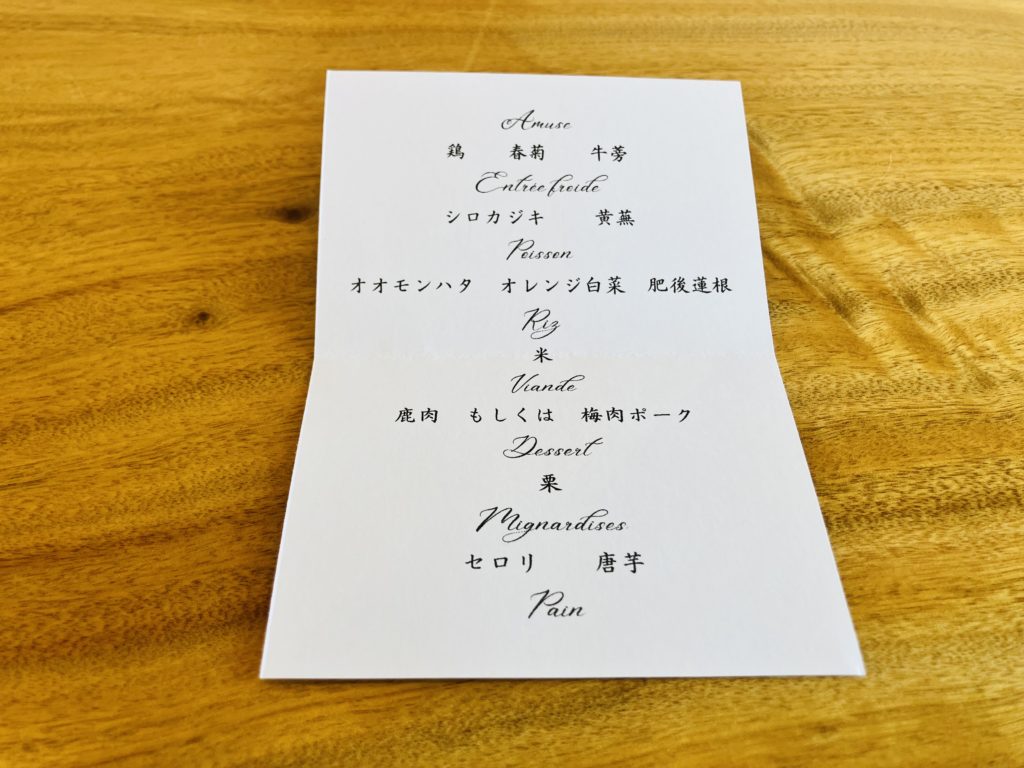 Amuse
鶏 春菊 牛蒡
Entrée froide
シロカジキ 黄蕪
Poisson
オオモンハタ オレンジ白菜 肥後蓮根
Riz
米
Viande
鹿肉 もしくは 梅肉ポーク
Dessert
栗
Mignardises
セロリ 唐芋
Pain